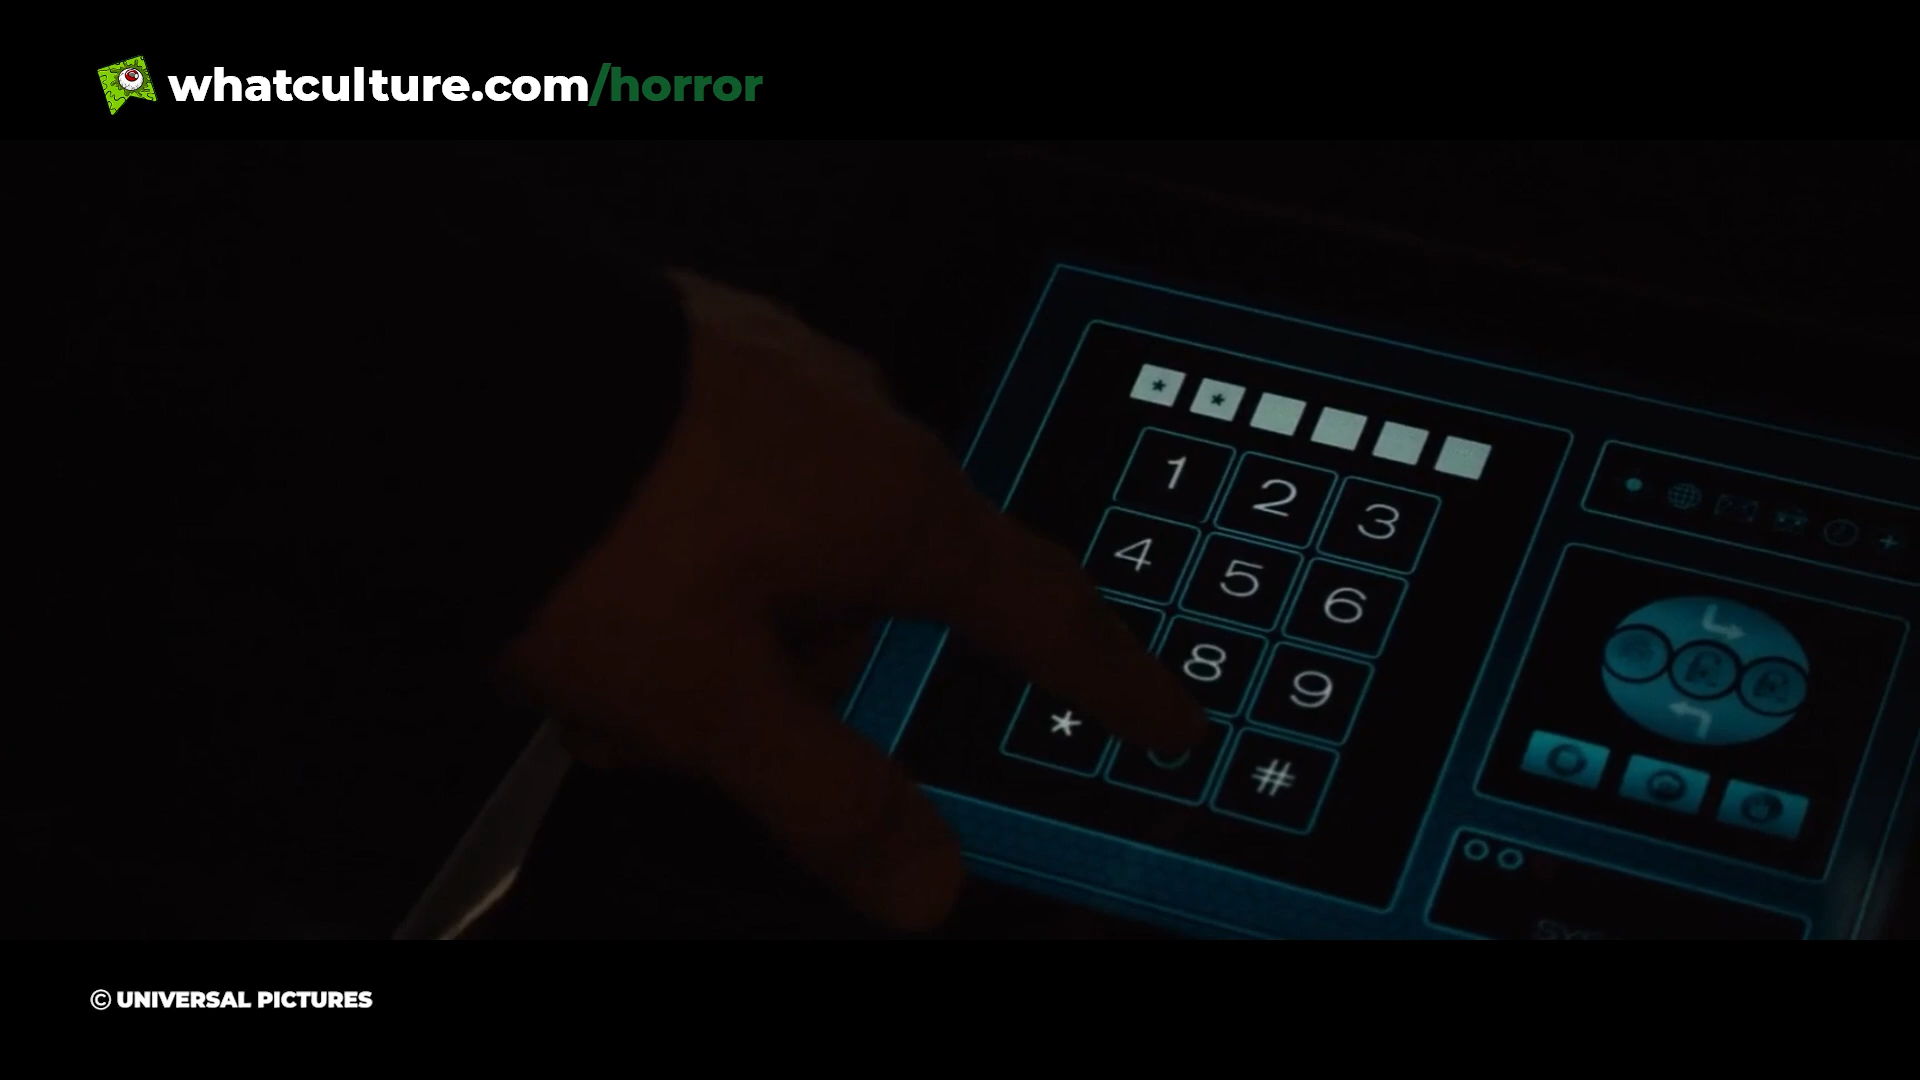 whatculture.com/horror
* * 
1 2 3
4 5 6
8 9
* #
© UNIVERSAL PICTURES